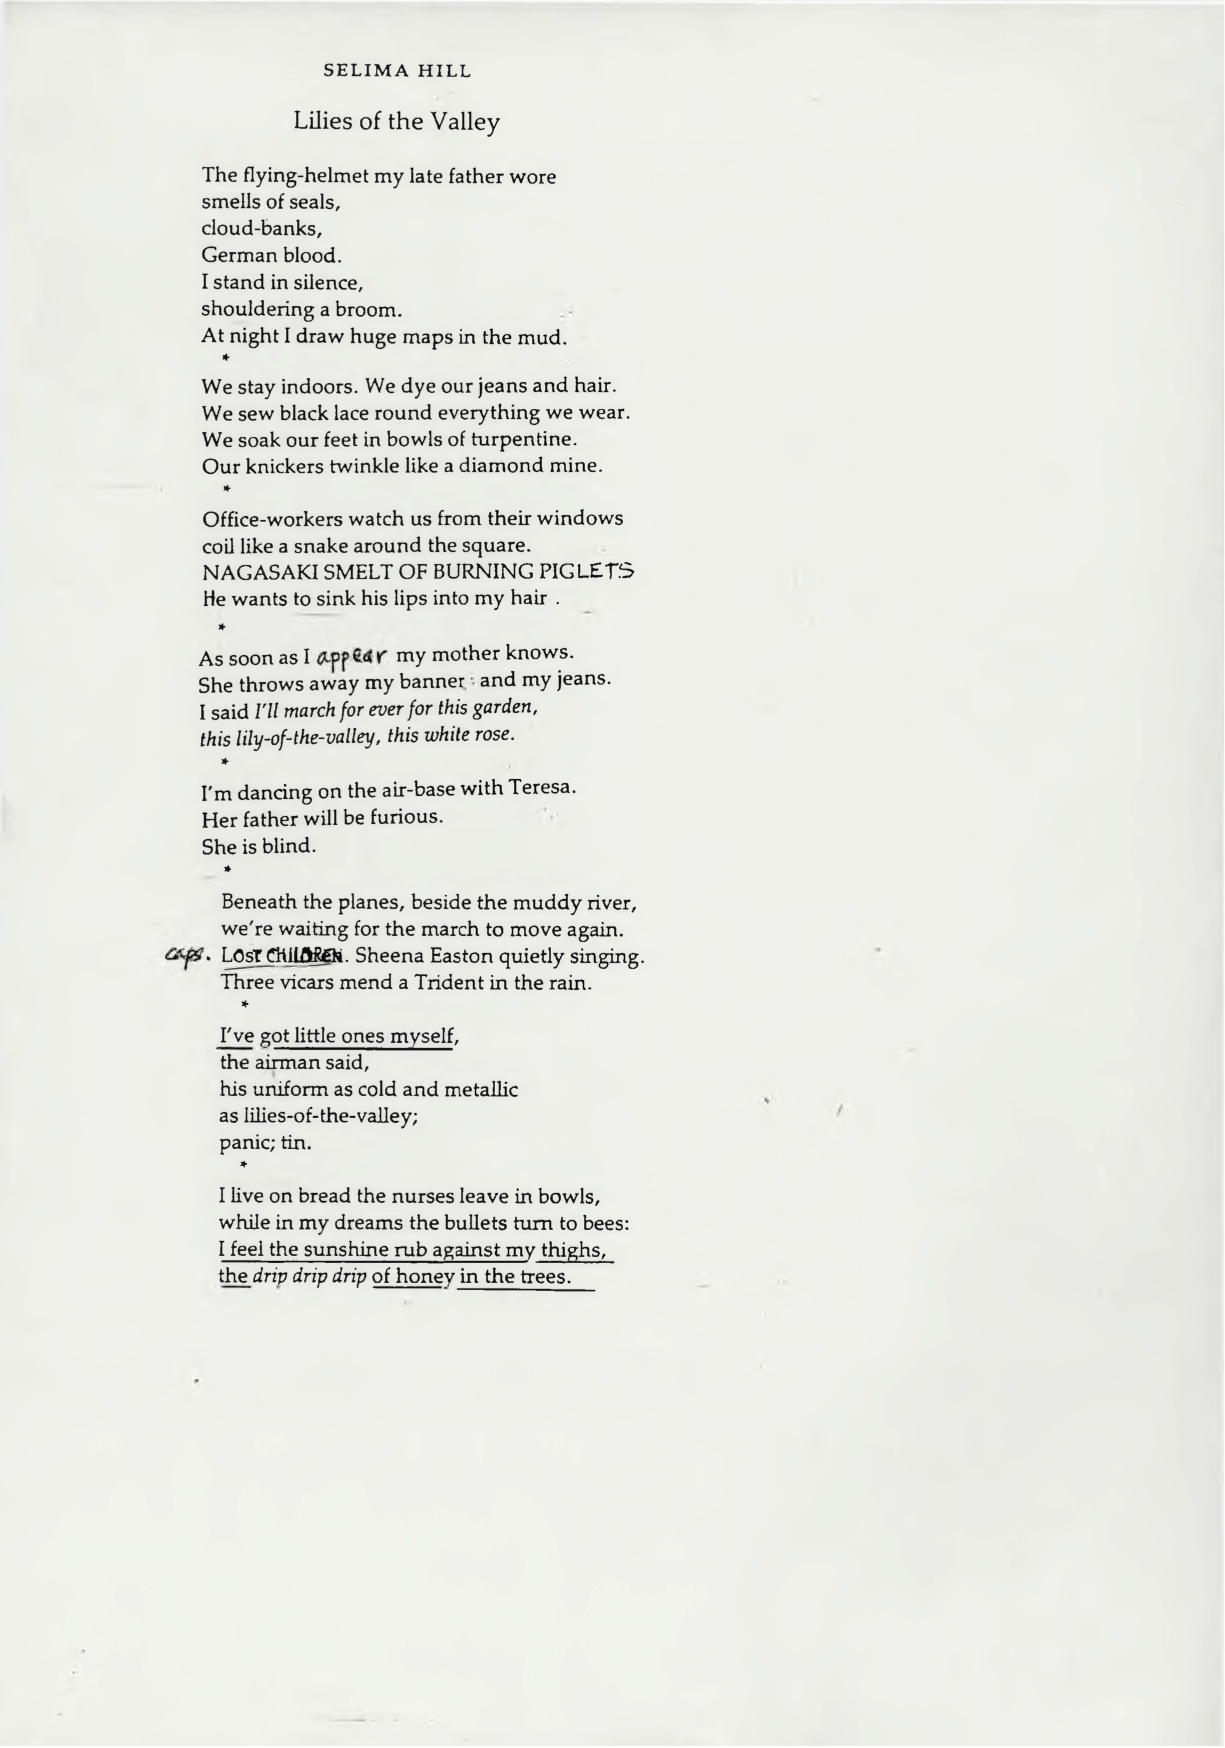 SELIMA HILL
Lilies of the Valley
The flying-helmet my late father wore
smells of seals,
cloud-banks,
German blood.
I stand in silence,
shouldering a broom.
At night I draw huge maps in the mud.
*
We stay indoors. We dye our jeans and hair.
We sew black lace round everything we wear.
We soak our feet in bowls of turpentine.
Our knickers twinkle like a diamond mine.
*
Office-workers watch us from their windows
coil like a snake around the square.
NAGASAKI SMELT OF BURNING PIGLETS
He wants to sink his lips into my hair .
*
As soon as I appear my mother knows.
She throws away my banner and my jeans.
I said I'll march for ever for this garden,
this lily-of-the-valley, this white rose.
*
I'm dancing on the air-base with Teresa.
Her father will be furious.
She is blind.
*
Beneath the planes, beside the muddy river,
we're waiting for the march to move again.
caps. LOST CHILDREN. Sheena Easton quietly singing.
Three vicars mend a Trident in the rain.
*
I've got little ones myself,
the airman said,
his uniform as cold and metallic
as lilies-of-the-valley;
panic; tin.
*
I live on bread the nurses leave in bowls,
while in my dreams the bullets turn to bees:
I feel the sunshine rub against my thighs,
the drip drip drip of honey in the trees.